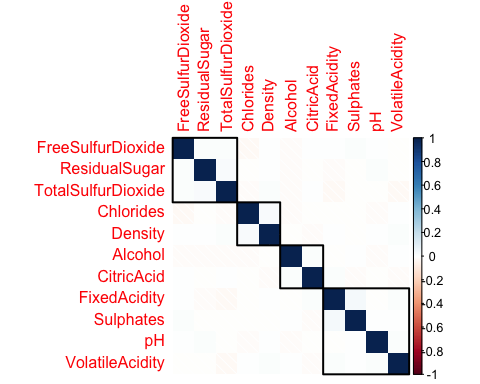 FreeSulfurDioxide
ResidualSugar
TotalSulfurDioxide
Chlorides
Density
Alcohol
CitricAcid
FixedAcidity
Sulphates
pH
VolatileAcidity
FreeSulfurDioxide
ResidualSugar
TotalSulfurDioxide
Chlorides
Density
Alcohol
CitricAcid
FixedAcidity
Sulphates
pH
VolatileAcidity
1
0.8
0.6
0.4
0.2
0
-0.2
-0.4
-0.6
-0.8
-1